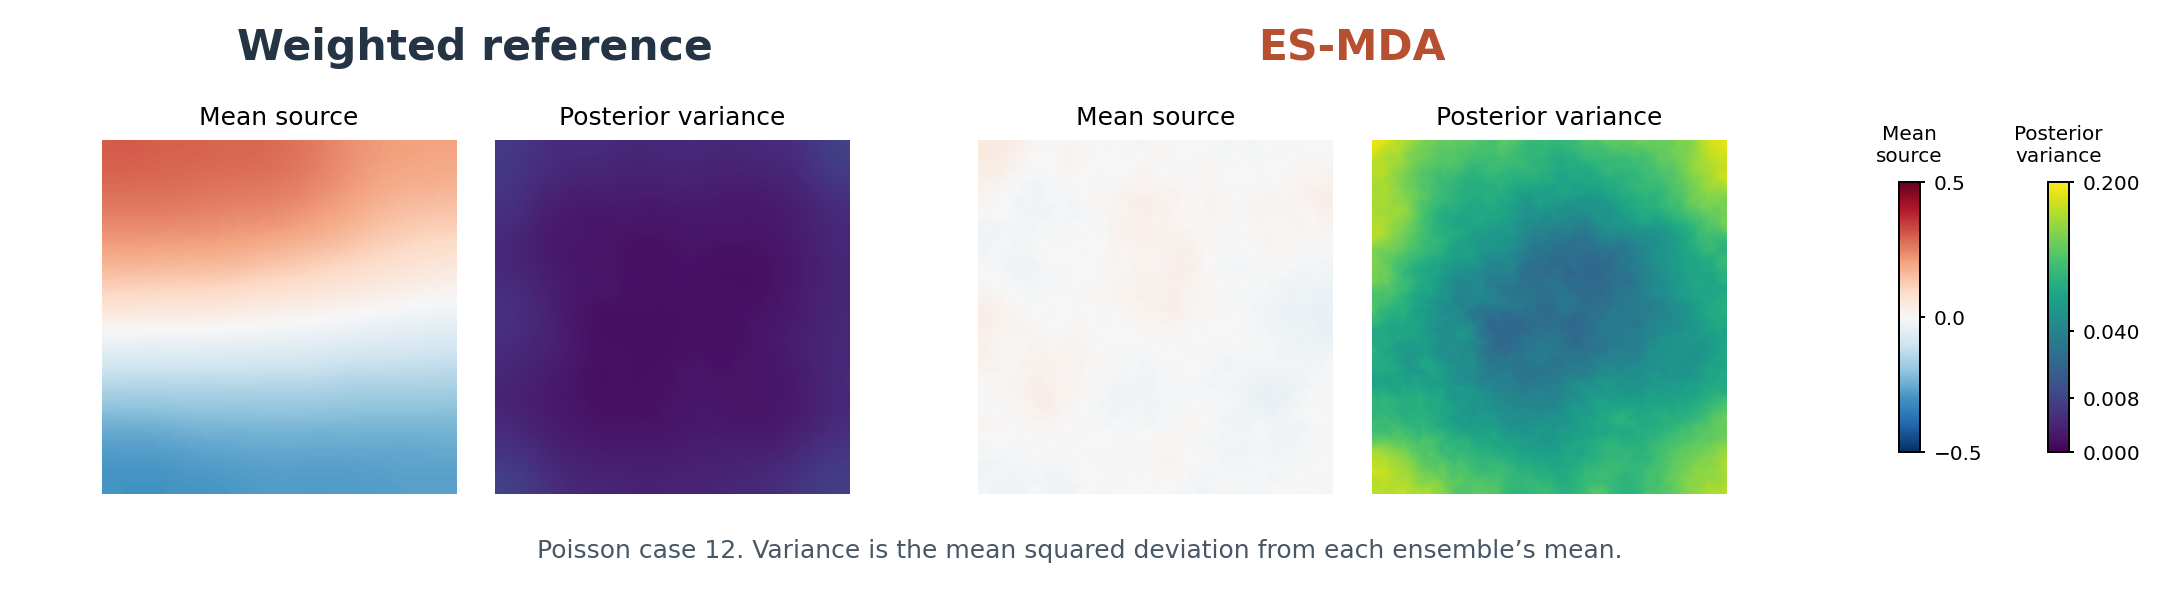 Weighted reference
ES-MDA
Mean source
Posterior variance
Mean source
Posterior variance
Mean
source
0.5
0.0
−0.5
Posterior
variance
0.200
0.040
0.008
0.000
Poisson case 12. Variance is the mean squared deviation from each ensemble’s mean.